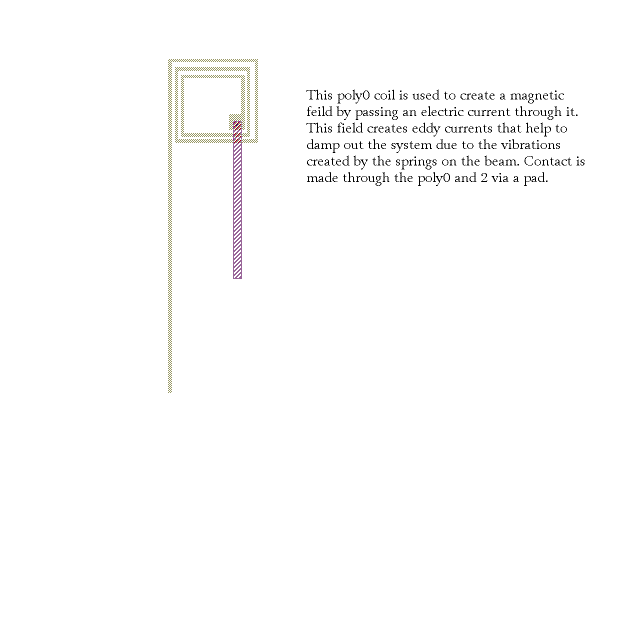 This poly0 coil is used to create a magnetic
feild by passing an electric current through it.
This field creates eddy currents that help to
damp out the system due to the vibrations
created by the springs on the beam. Contact is
made through the poly0 and 2 via a pad.